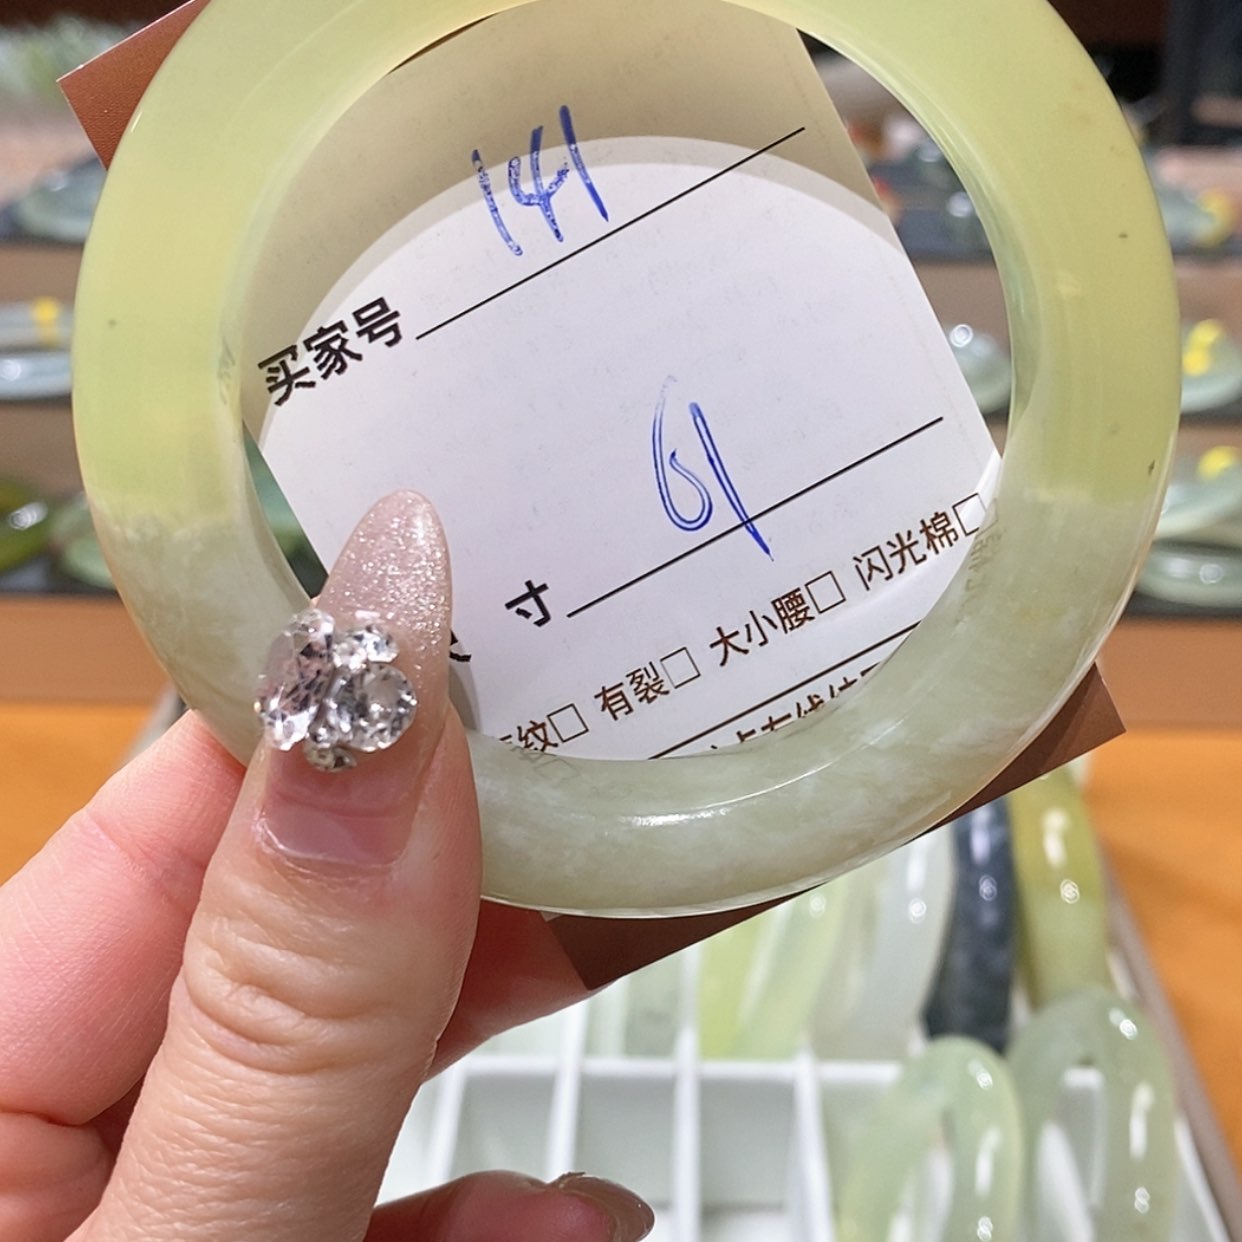 买家号 141
寸 61
纹□ 有裂□ 大小腰□ 闪光棉□